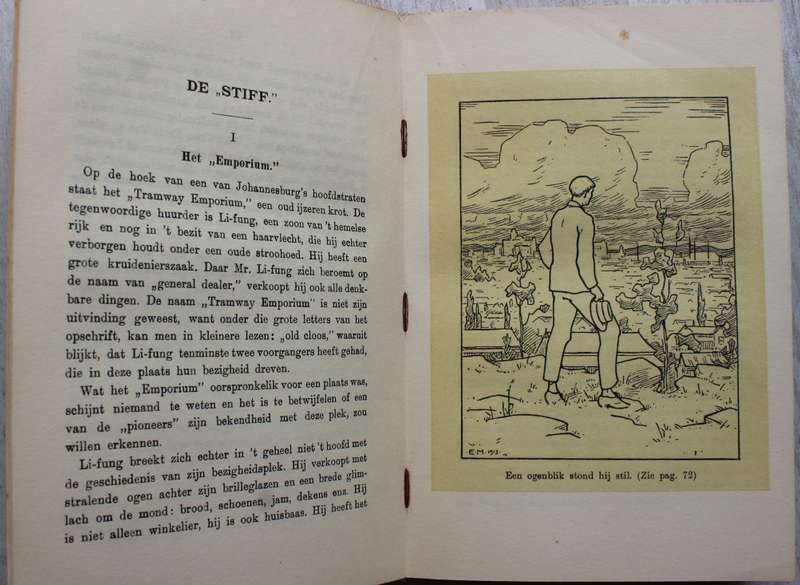 DE „STIFF.”
I
Het „Emporium.”
Op de hoek van een van Johannesburg's hoofdstraten
staat het „Tramway Emporium,” een oud ijzeren krot. De
tegenwoordige huurder is Li-fung, een zoon van 't hemelse
rijk en nog in 't bezit van een haarvlecht, die hij echter
verborgen houdt onder een oude stroohoed. Hij heeft een
grote kruidenierszaak. Daar Mr. Li-fung zich beroemt op
de naam van „general dealer,” verkoopt hij ook alle denk-
bare dingen. De naam „Tramway Emporium” is niet zijn
uitvinding geweest, want onder die grote letters van het
opschrift, kan men in kleinere lezen: „old cloos,” waaruit
blijkt, dat Li-fung tenminste twee voorgangers heeft gehad,
die in deze plaats hun bezigheid dreven.
Wat het „Emporium” oorspronkelik voor een plaats was,
schijnt niemand te weten en het is te betwijfelen of een
van de „pioneers” zijn bekendheid met deze plek, zou
willen erkennen.
Li-fung breekt zich echter in 't geheel niet 't hoofd met
de geschiedenis van zijn bezigheidsplek. Hij verkoopt met
stralende ogen achter zijn brilleglazen en een brede glim-
lach om de mond: brood, schoenen, jam, dekens enz. Hij
is niet alleen winkelier, hij is ook huisbaas. Hij heeft het
E.M. 1913.
Een ogenblik stond hij stil. (Zie pag. 72)